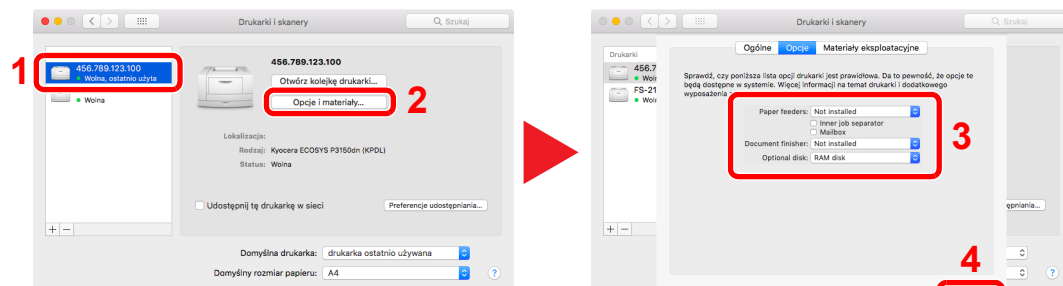 Drukarki i skanery
Szukaj
1
456.789.123.100
Wolna, ostatnio użyta
Wolna
456.789.123.100
Otwórz kolejkę drukarki...
Opcje i materiały...
2
Lokalizacja:
Rodzaj: Kyocera ECOSYS P3150dn (KPDL)
Status: Wolna
Udostępnij tę drukarkę w sieci
Preferencje udostępniania...
+ −
Domyślna drukarka: drukarka ostatnio używana
Domyślny rozmiar papieru: A4
?
Drukarki i skanery
Szukaj
Drukarki
456.7
FS-21
Ogólne Opcje Materiały eksploatacyjne
Sprawdź, czy poniższa lista opcji drukarki jest prawidłowa. Da to pewność, że opcje te
będą dostępne w systemie. Więcej informacji na temat drukarki i dodatkowego
wyposażenia
Paper feeders: Not installed
Inner job separator
Mailbox
Document finisher: Not installed
Optional disk: RAM disk
3
ępniania...
+ −
4
?